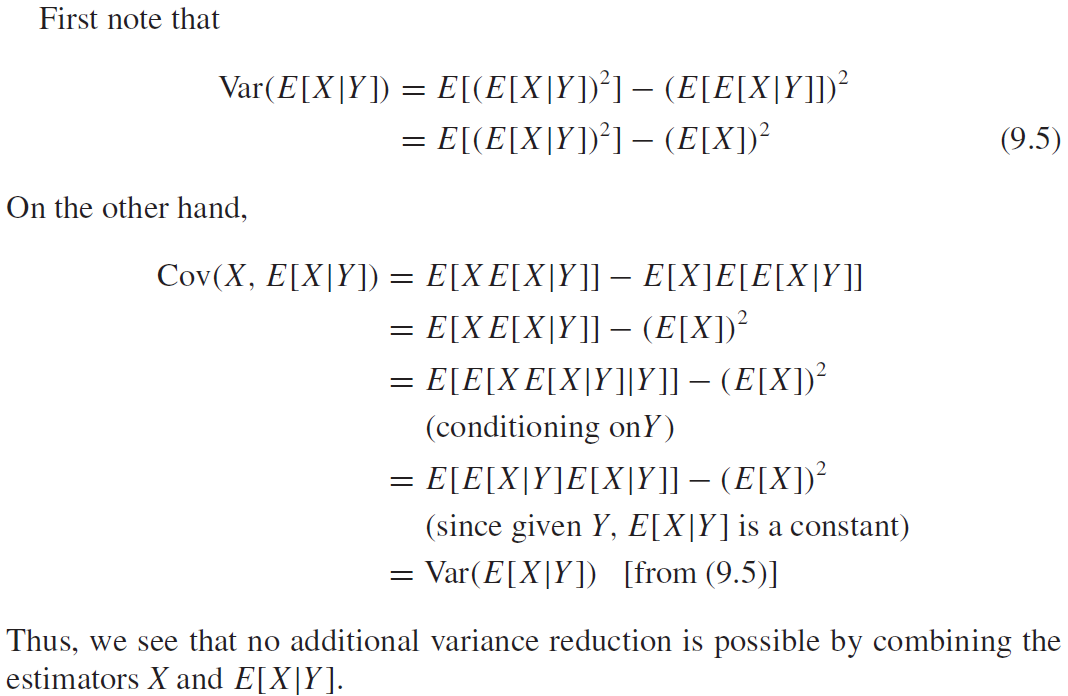 First note that
Var(E[X|Y]) = E[(E[X|Y])²] − (E[E[X|Y]])²
= E[(E[X|Y])²] − (E[X])² (9.5)
On the other hand,
Cov(X, E[X|Y]) = E[X E[X|Y]] − E[X]E[E[X|Y]]
= E[X E[X|Y]] − (E[X])²
= E[E[X E[X|Y]|Y]] − (E[X])²
(conditioning onY)
= E[E[X|Y]E[X|Y]] − (E[X])²
(since given Y, E[X|Y] is a constant)
= Var(E[X|Y]) [from (9.5)]
Thus, we see that no additional variance reduction is possible by combining the
estimators X and E[X|Y].